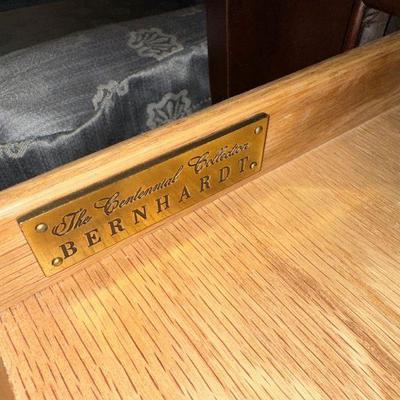 The Centennial Collection
BERNHARDT